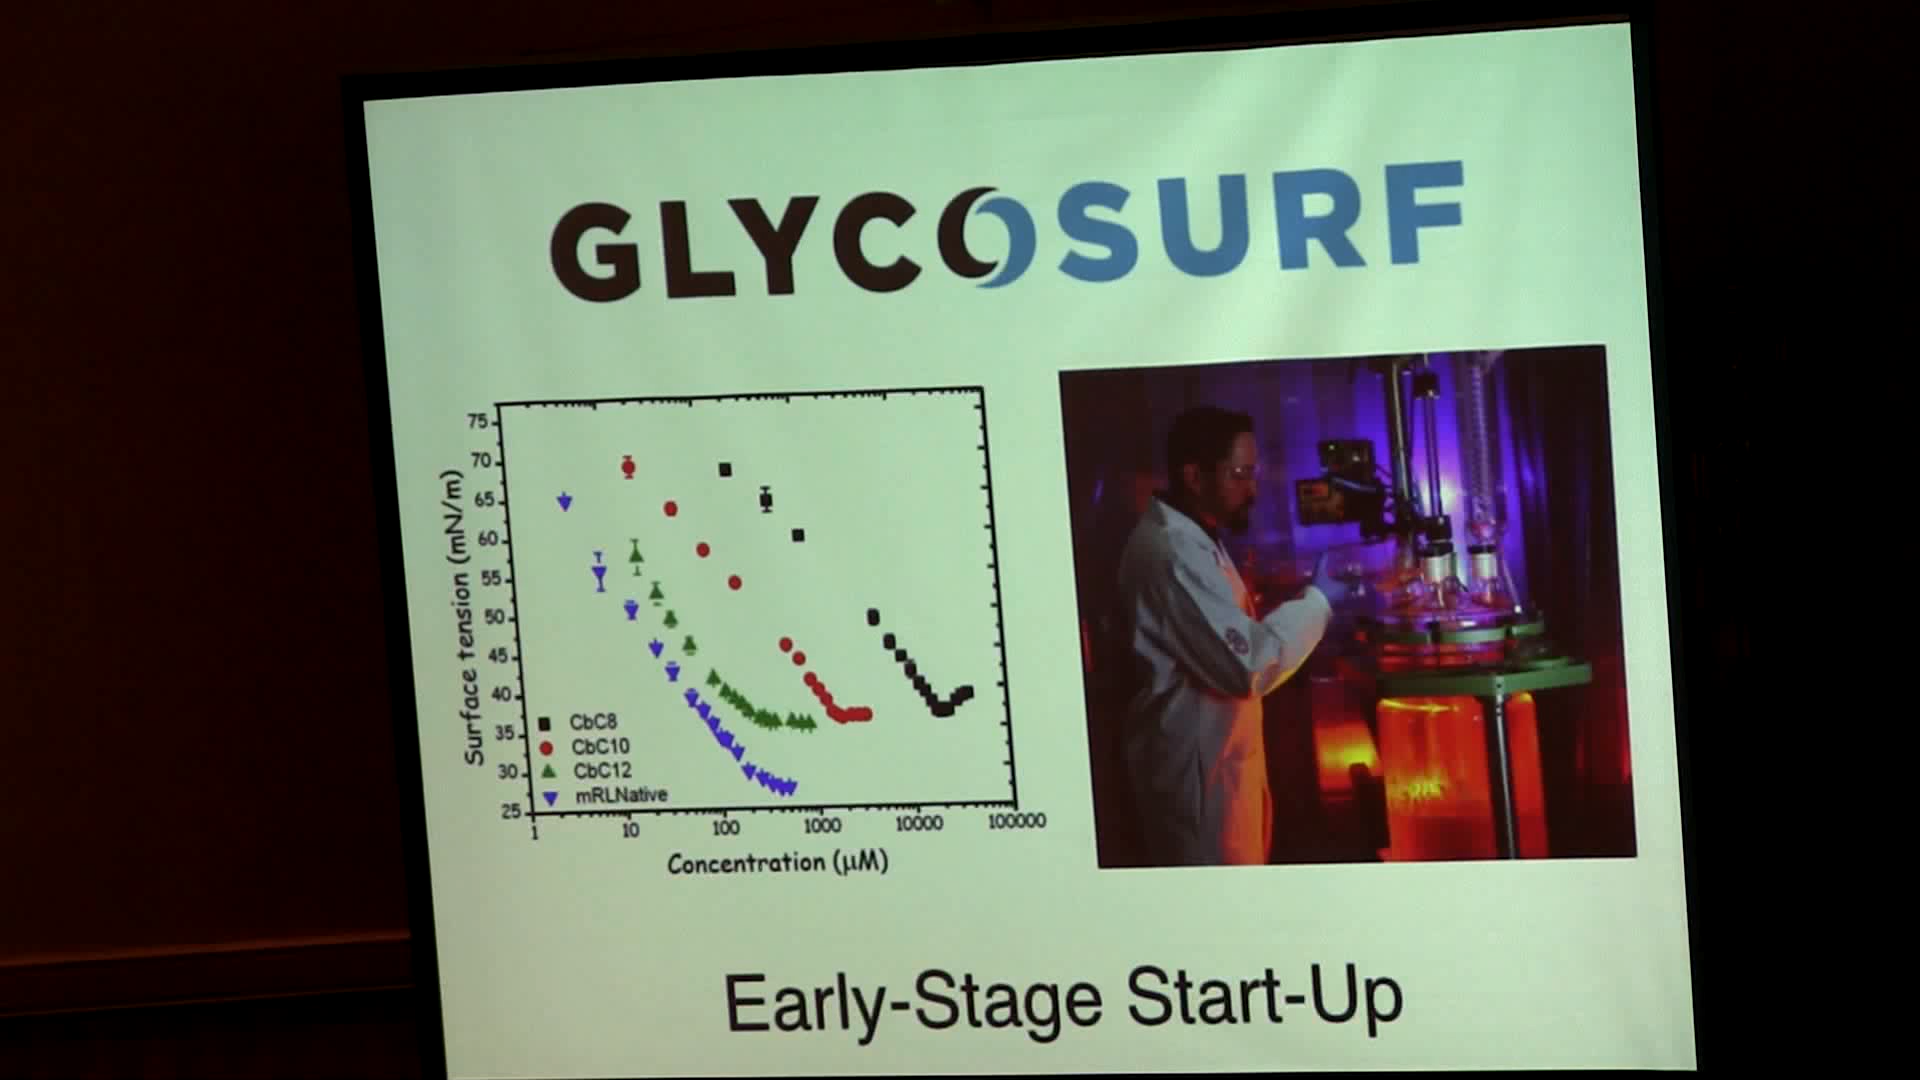 GLYCOSURF
75
70
65
60
55
50
45
40
35
30
25
Surface tension (mN/m)
CbC8
CbC10
CbC12
mRLNative
1 10 100 1000 10000 100000
Concentration (μM)
Early-Stage Start-Up